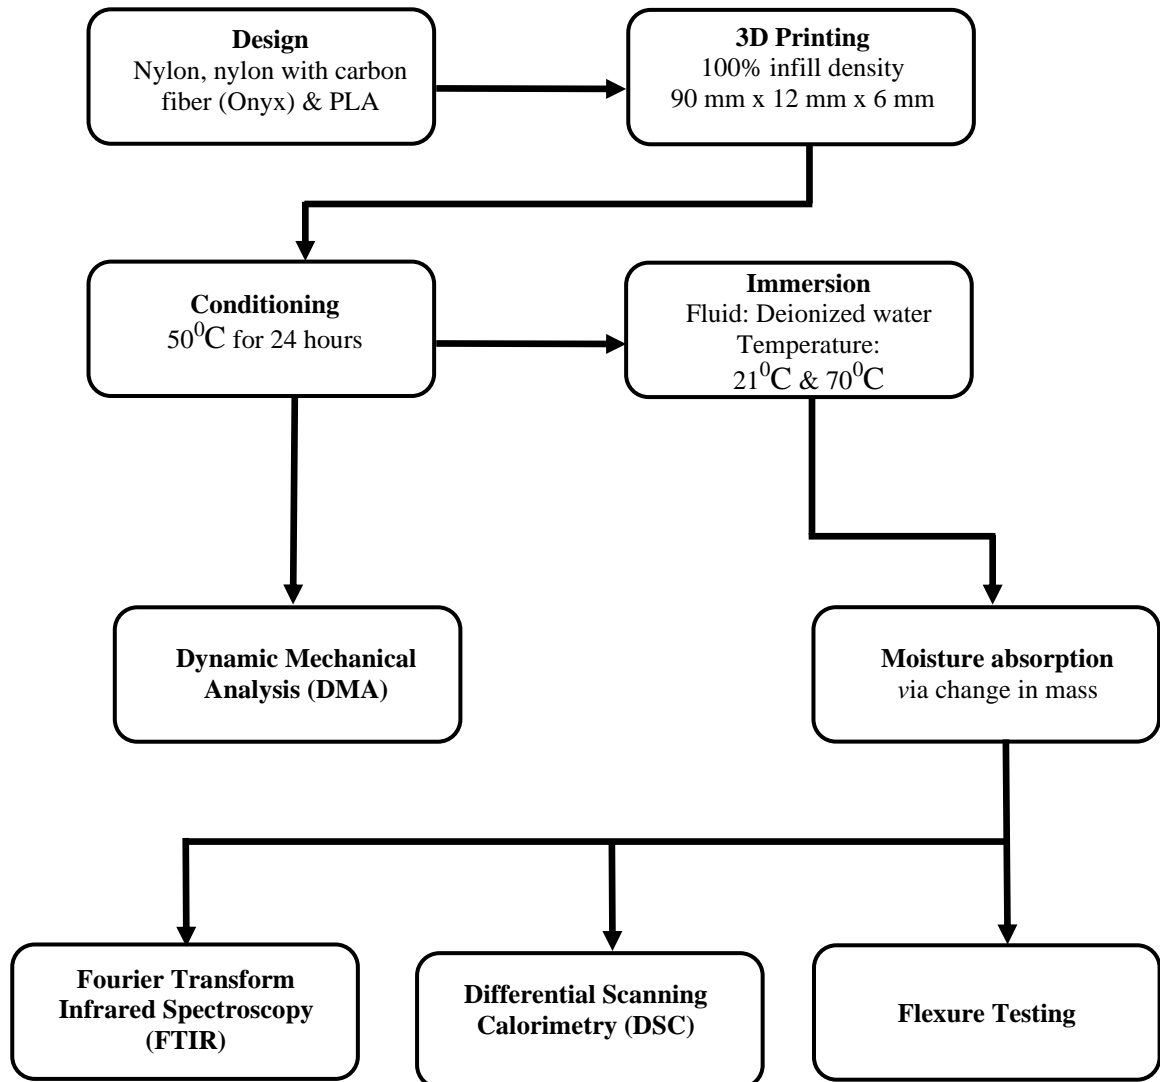 Design
Nylon, nylon with carbon
fiber (Onyx) & PLA
3D Printing
100% infill density
90 mm x 12 mm x 6 mm
Conditioning
50⁰C for 24 hours
Immersion
Fluid: Deionized water
Temperature:
21⁰C & 70⁰C
Dynamic Mechanical
Analysis (DMA)
Moisture absorption
via change in mass
Fourier Transform
Infrared Spectroscopy
(FTIR)
Differential Scanning
Calorimetry (DSC)
Flexure Testing